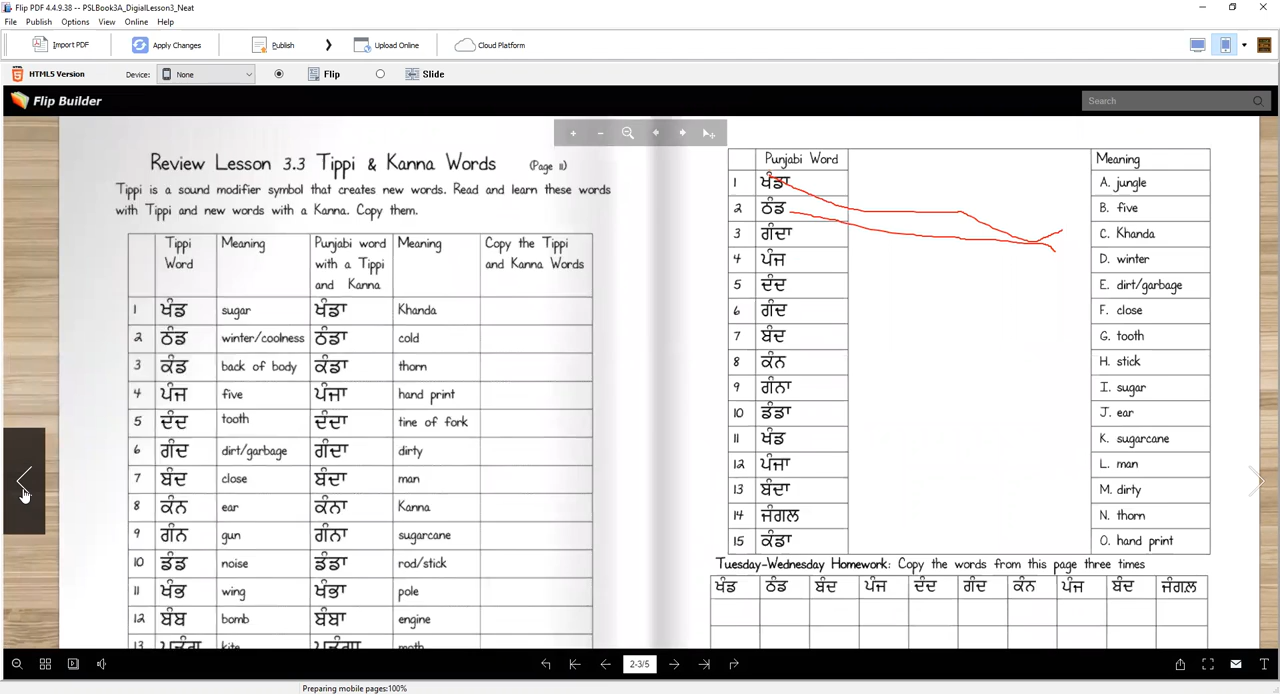 Flip PDF 4.4.9.38 -- PSLBook3A_DigialLesson3_Neat
File Publish Options View Online Help
Import PDF Apply Changes Publish Upload Online Cloud Platform
HTML5 Version Device: None Flip Slide
Flip Builder Search
Review Lesson 3.3 Tippi & Kanna Words (Page 11)
Tippi is a sound modifier symbol that creates new words. Read and learn these words
with Tippi and new words with a Kanna. Copy them.
Tippi Word Meaning Punjabi word with a Tippi and Kanna Meaning Copy the Tippi and Kanna Words
1 ਖੰਡ sugar ਖੰਡਾ Khanda
2 ਠੰਡ winter/coolness ਠੰਡਾ cold
3 ਕੰਡ back of body ਕੰਡਾ thorn
4 ਪੰਜ five ਪੰਜਾ hand print
5 ਦੰਦ tooth ਦੰਦਾ tine of fork
6 ਗੰਦ dirt/garbage ਗੰਦਾ dirty
7 ਬੰਦ close ਬੰਦਾ man
8 ਕੰਨ ear ਕੰਨਾ Kanna
9 ਗੰਨ gun ਗੰਨਾ sugarcane
10 ਡੰਡ noise ਡੰਡਾ rod/stick
11 ਖੰਭ wing ਖੰਭਾ pole
12 ਬੰਬ bomb ਬੰਬਾ engine
13 ਪਤੰਗ kite ਪਤੰਗਾ moth
Punjabi Word Meaning
1 ਖੰਡਾ A. jungle
2 ਠੰਡ B. five
3 ਗੰਦਾ C. Khanda
4 ਪੰਜ D. winter
5 ਦੰਦ E. dirt/garbage
6 ਗੰਦ F. close
7 ਬੰਦ G. tooth
8 ਕੰਨ H. stick
9 ਗੰਨਾ I. sugar
10 ਡੰਡਾ J. ear
11 ਖੰਡ K. sugarcane
12 ਪੰਜਾ L. man
13 ਬੰਦਾ M. dirty
14 ਜੰਗਲ N. thorn
15 ਕੰਡਾ O. hand print
Tuesday-Wednesday Homework: Copy the words from this page three times
ਖੰਡ ਠੰਡ ਬੰਦ ਪੰਜ ਦੰਦ ਗੰਦ ਕੰਨ ਪੰਜ ਬੰਦ ਜੰਗਲ
2-3/5
Preparing mobile pages:100%